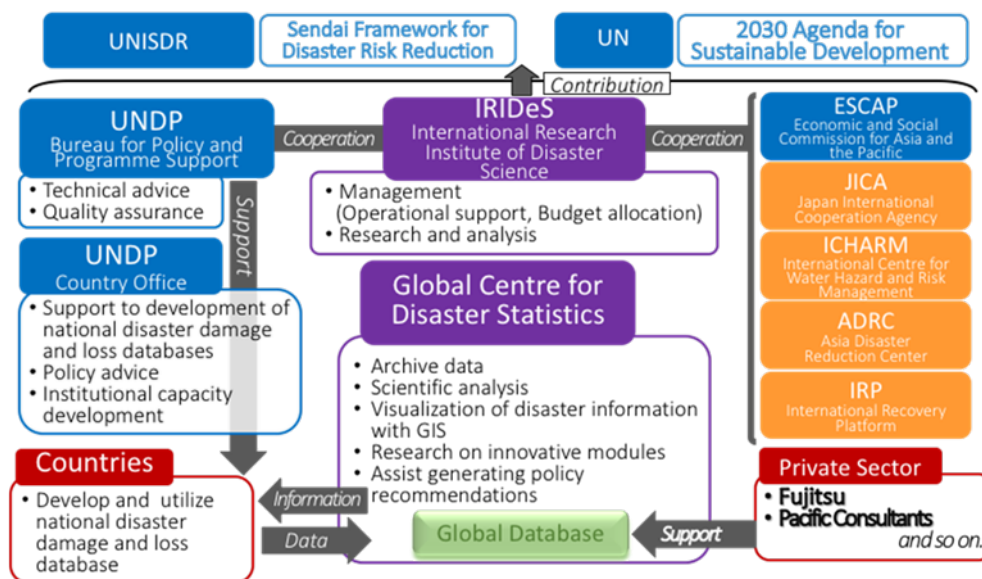 UNISDR
Sendai Framework for
Disaster Risk Reduction
UN
2030 Agenda for
Sustainable Development
Contribution
UNDP
Bureau for Policy and
Programme Support
• Technical advice
• Quality assurance
Cooperation
IRIDeS
International Research
Institute of Disaster
Science
• Management
(Operational support, Budget allocation)
• Research and analysis
Cooperation
ESCAP
Economic and Social
Commission for Asia and
the Pacific
JICA
Japan International
Cooperation Agency
ICHARM
International Centre for
Water Hazard and Risk
Management
ADRC
Asia Disaster
Reduction Center
IRP
International Recovery
Platform
Support
UNDP
Country Office
• Support to development of
national disaster damage
and loss databases
• Policy advice
• Institutional capacity
development
Global Centre for
Disaster Statistics
• Archive data
• Scientific analysis
• Visualization of disaster information
with GIS
• Research on innovative modules
• Assist generating policy
recommendations
Global Database
Countries
• Develop and utilize
national disaster
damage and loss
database
Information
Data
Support
Private Sector
• Fujitsu
• Pacific Consultants
and so on.